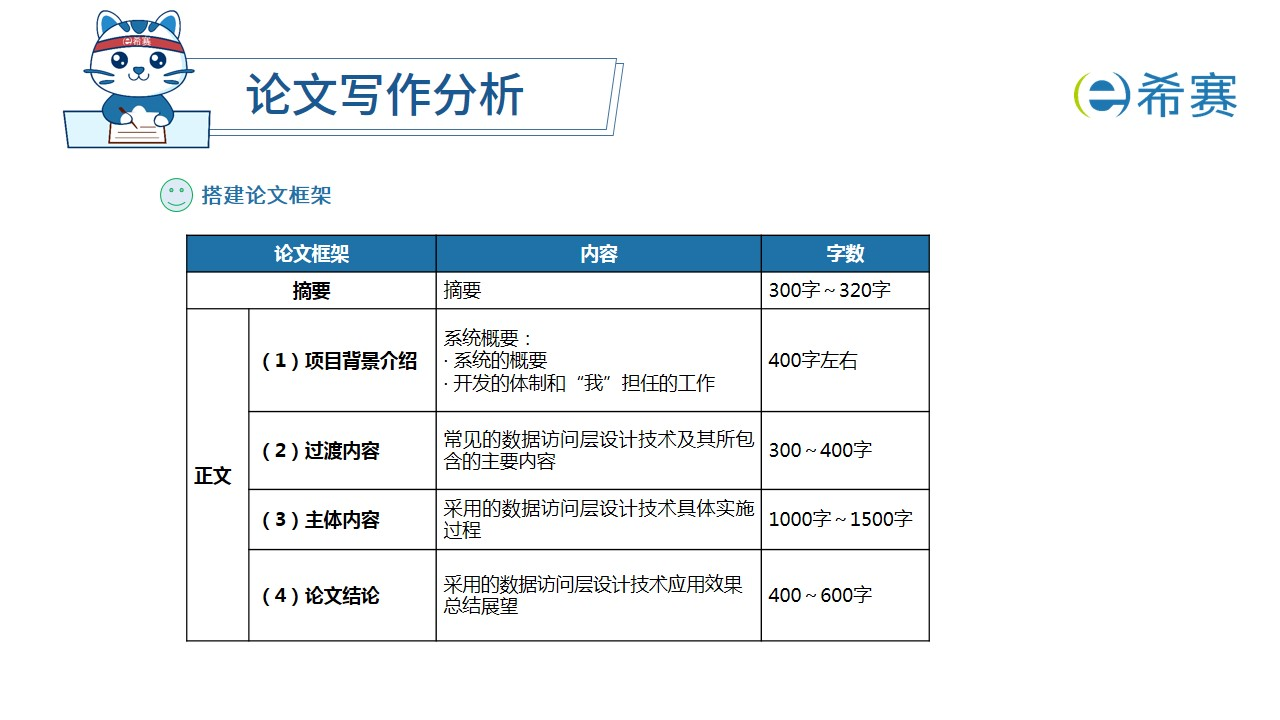 希赛
论文写作分析
希赛
搭建论文框架
论文框架 内容 字数
摘要 摘要 300字～320字
正文
（1）项目背景介绍
系统概要：
· 系统的概要
· 开发的体制和“我”担任的工作
400字左右
（2）过渡内容
常见的数据访问层设计技术及其所包
含的主要内容
300～400字
（3）主体内容
采用的数据访问层设计技术具体实施
过程
1000字～1500字
（4）论文结论
采用的数据访问层设计技术应用效果
总结展望
400～600字